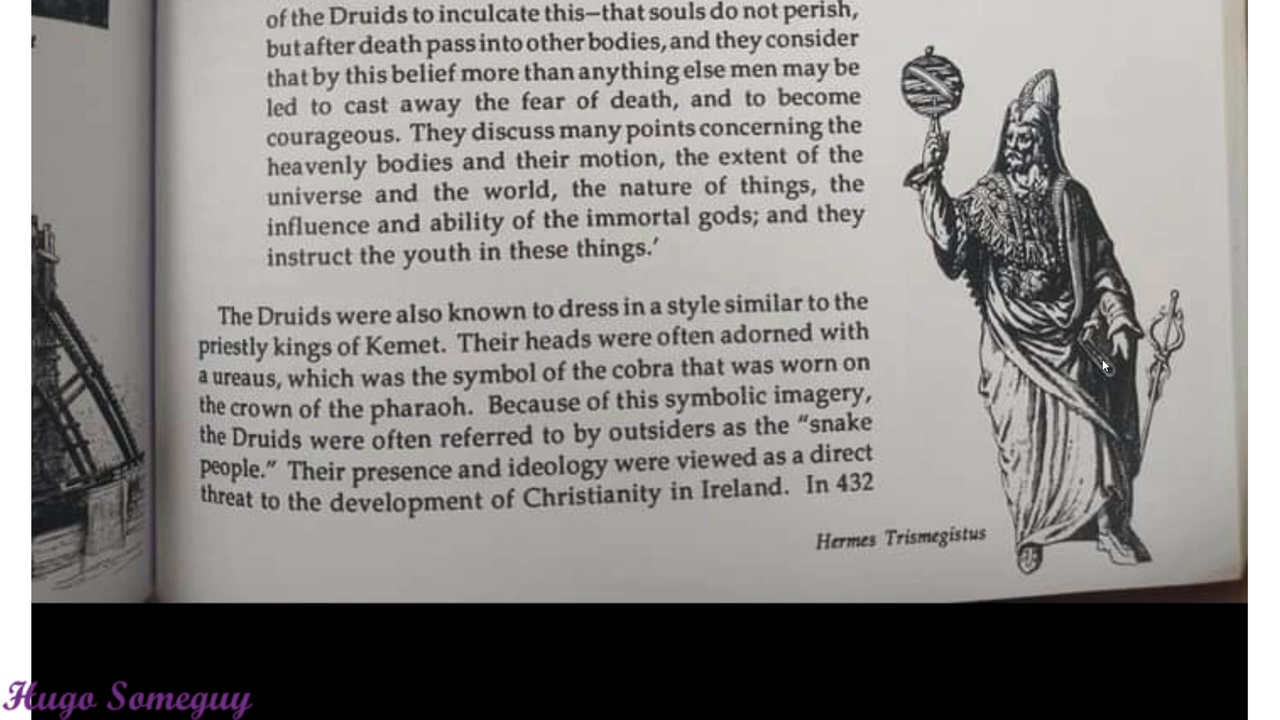 of the Druids to inculcate this—that souls do not perish,
but after death pass into other bodies, and they consider
that by this belief more than anything else men may be
led to cast away the fear of death, and to become
courageous. They discuss many points concerning the
heavenly bodies and their motion, the extent of the
universe and the world, the nature of things, the
influence and ability of the immortal gods; and they
instruct the youth in these things.'
The Druids were also known to dress in a style similar to the
priestly kings of Kemet. Their heads were often adorned with
a ureaus, which was the symbol of the cobra that was worn on
the crown of the pharaoh. Because of this symbolic imagery,
the Druids were often referred to by outsiders as the "snake
people." Their presence and ideology were viewed as a direct
threat to the development of Christianity in Ireland. In 432
Hermes Trismegistus
Hugo Someguy